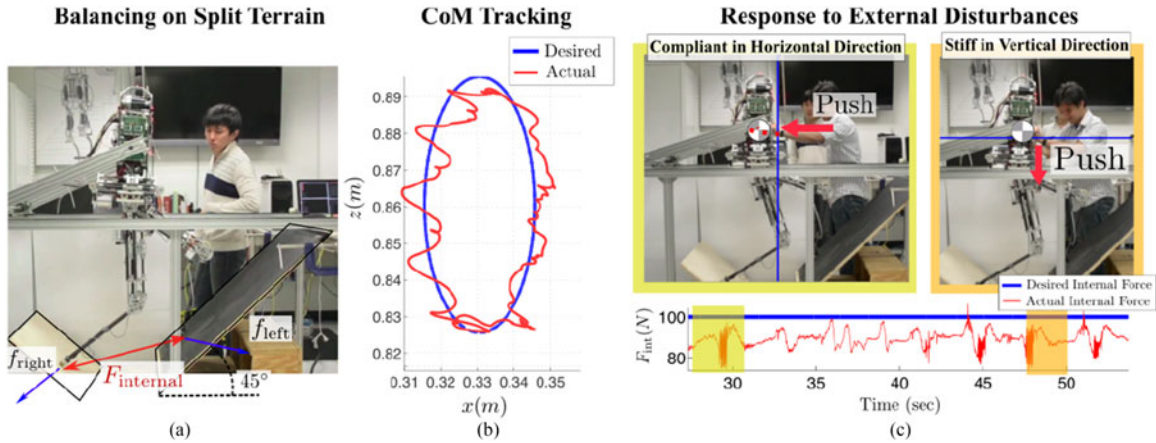 Balancing on Split Terrain
CoM Tracking
Response to External Disturbances
f_right
F_internal
f_left
45°
(a)
Desired
Actual
z(m)
0.89
0.88
0.87
0.86
0.85
0.84
0.83
0.82
0.31 0.32 0.33 0.34 0.35
x(m)
(b)
Compliant in Horizontal Direction
Push
Stiff in Vertical Direction
Push
Desired Internal Force
Actual Internal Force
F_int(N)
100
80
30 35 40 45 50
Time (sec)
(c)